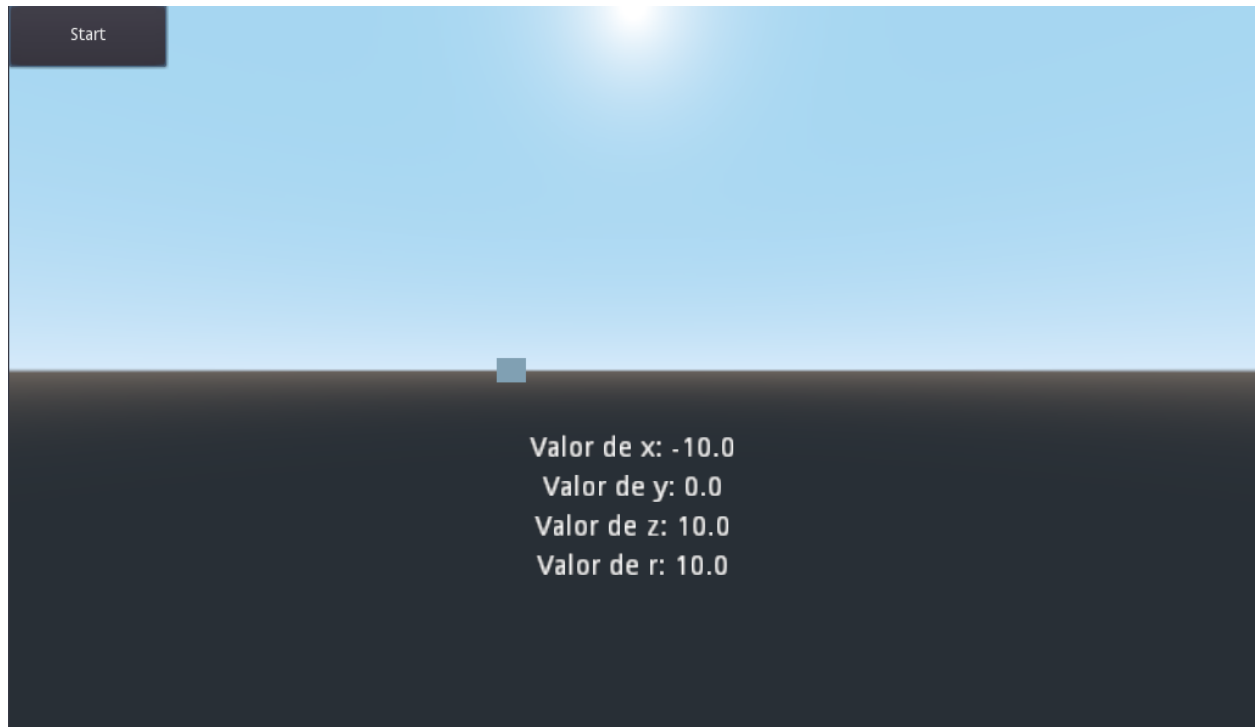 Start
Valor de x: -10.0
Valor de y: 0.0
Valor de z: 10.0
Valor de r: 10.0